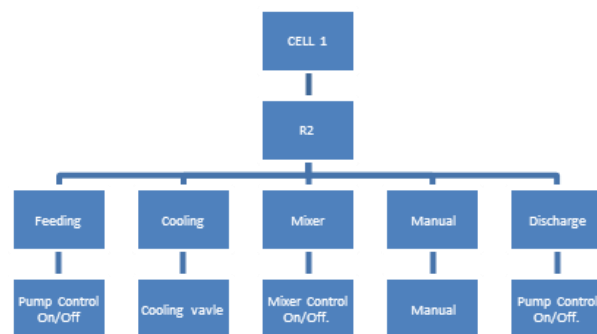 CELL 1
R2
Feeding
Cooling
Mixer
Manual
Discharge
Pump Control
On/Off
Cooling vavle
Mixer Control
On/Off.
Manual
Pump Control
On/Off.